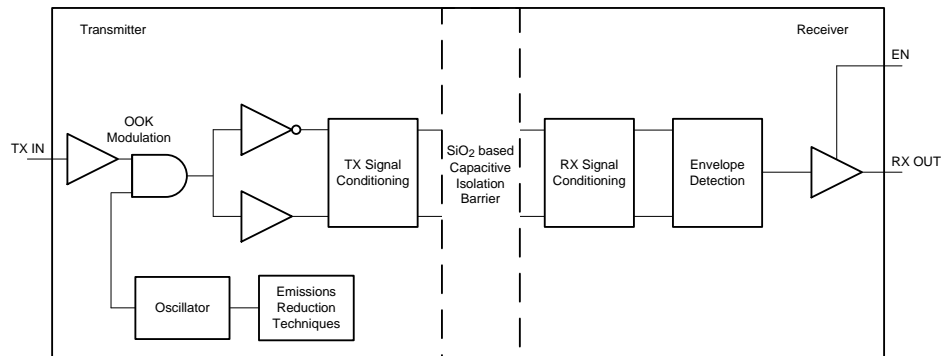 Transmitter
Receiver
EN
OOK
Modulation
TX IN
TX Signal
Conditioning
SiO2 based
Capacitive
Isolation
Barrier
RX Signal
Conditioning
Envelope
Detection
RX OUT
Oscillator
Emissions
Reduction
Techniques